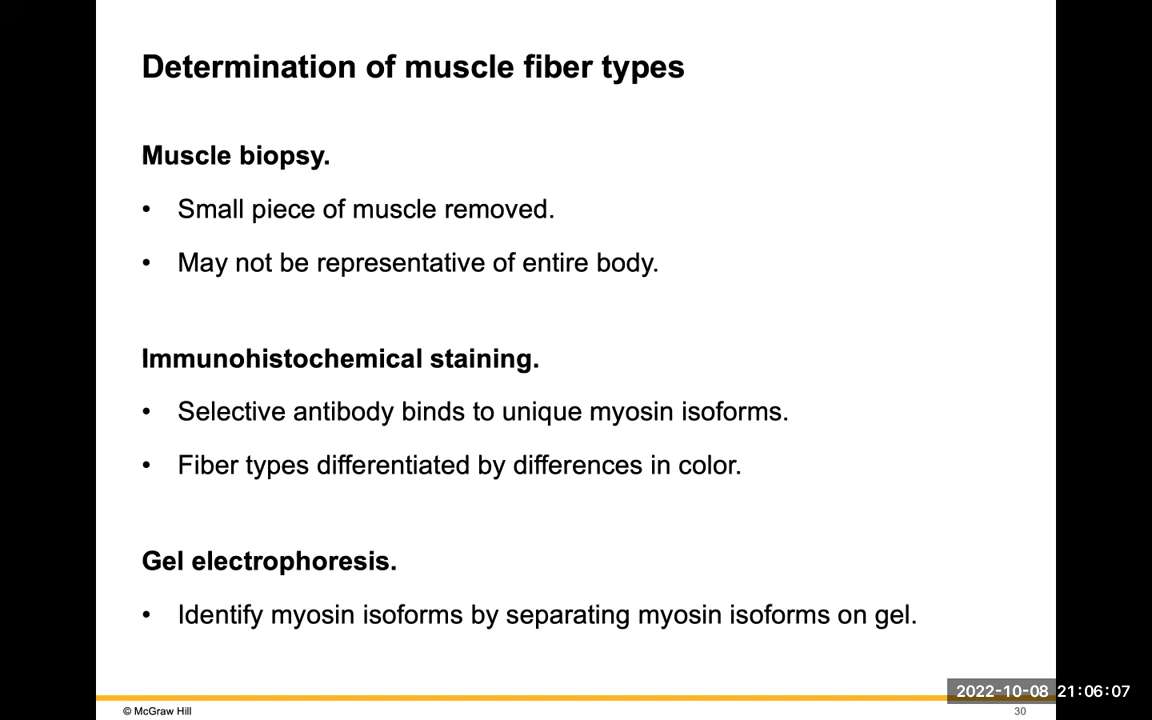 Determination of muscle fiber types
Muscle biopsy.
• Small piece of muscle removed.
• May not be representative of entire body.
Immunohistochemical staining.
• Selective antibody binds to unique myosin isoforms.
• Fiber types differentiated by differences in color.
Gel electrophoresis.
• Identify myosin isoforms by separating myosin isoforms on gel.
2022-10-08 21:06:07
© McGraw Hill
30